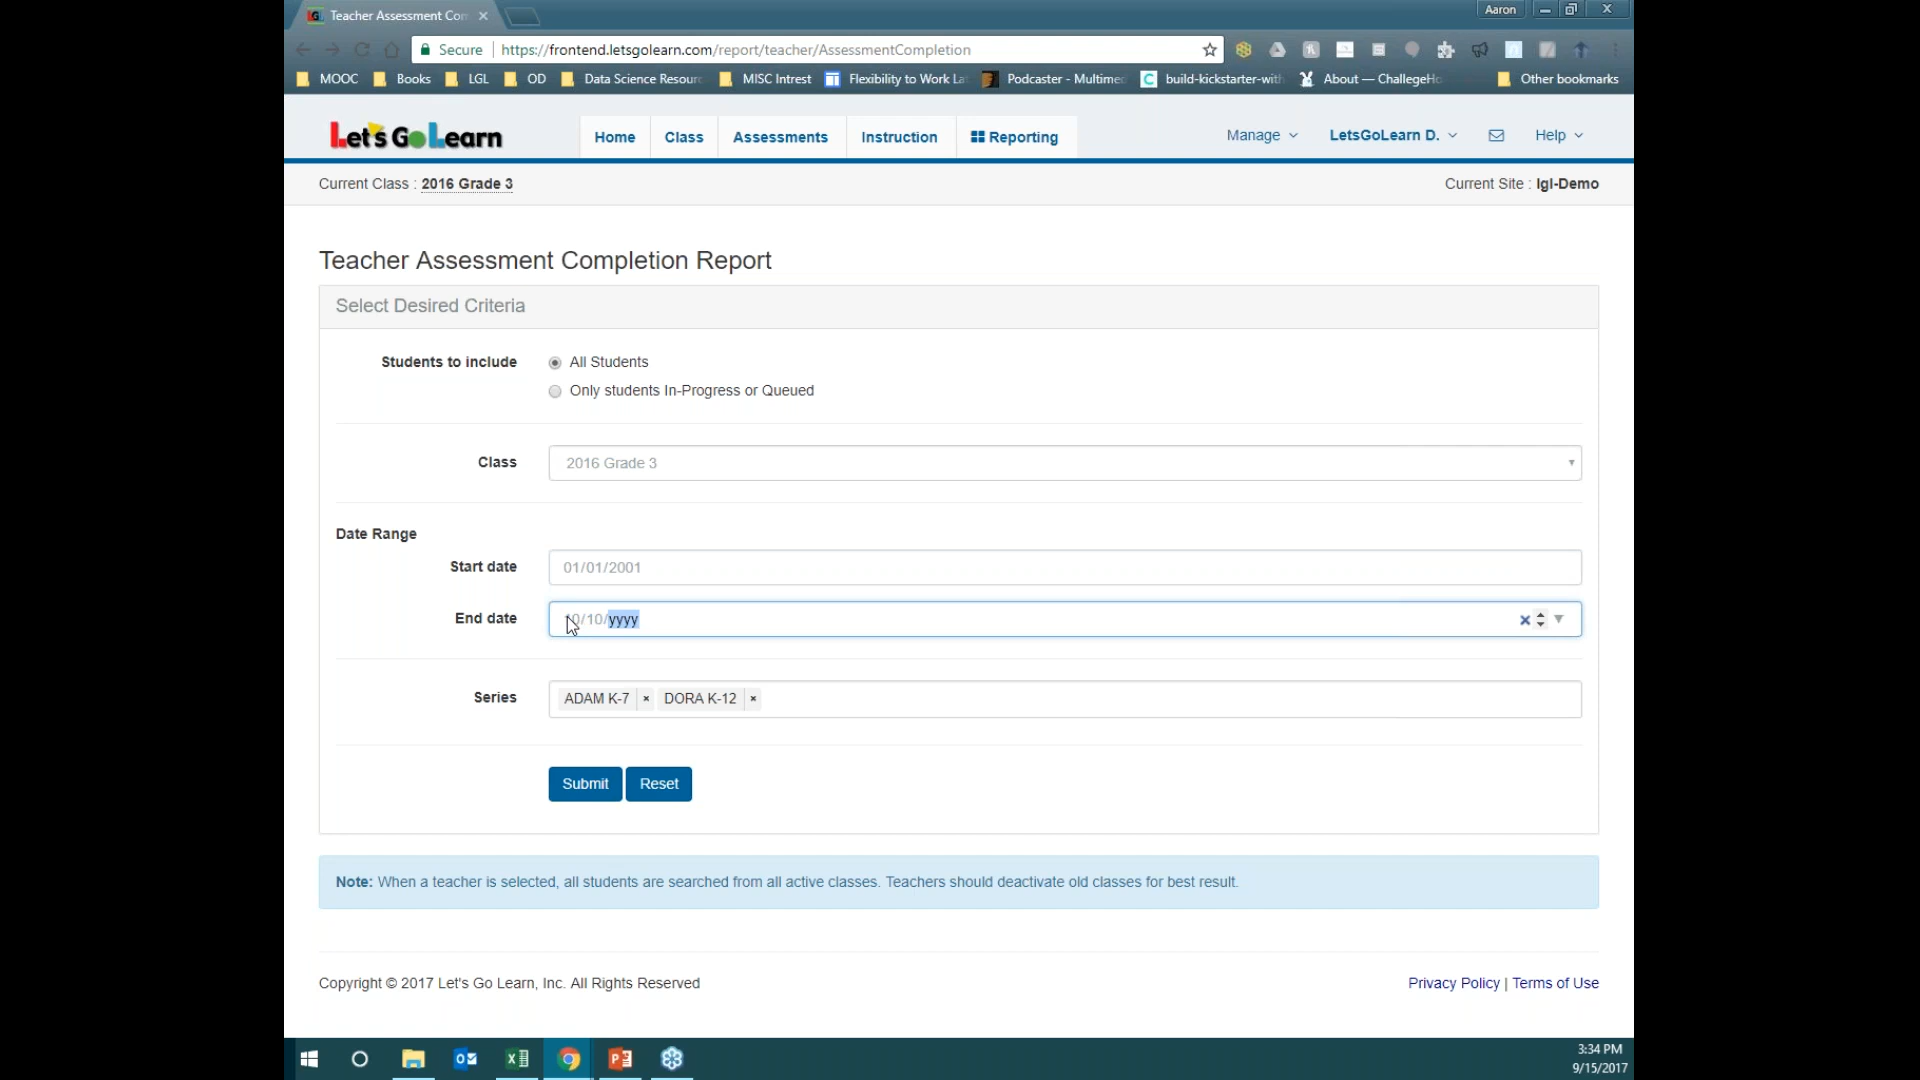 Teacher Assessment Com
Aaron
Secure
https://frontend.letsgolearn.com/report/teacher/AssessmentCompletion
MOOC
Books
LGL
OD
Data Science Resour
MISC Intrest
Flexibility to Work La
Podcaster - Multime
build-kickstarter-with
About — ChallegeHo
Other bookmarks
Let's Go Learn
Home
Class
Assessments
Instruction
Reporting
Manage
LetsGoLearn D.
Help
Current Class : 2016 Grade 3
Current Site : lgl-Demo
Teacher Assessment Completion Report
Select Desired Criteria
Students to include
All Students
Only students In-Progress or Queued
Class
2016 Grade 3
Date Range
Start date
01/01/2001
End date
10/10/yyyy
Series
ADAM K-7 ×
DORA K-12 ×
Submit
Reset
Note: When a teacher is selected, all students are searched from all active classes. Teachers should deactivate old classes for best result.
Copyright © 2017 Let's Go Learn, Inc. All Rights Reserved
Privacy Policy | Terms of Use
3:34 PM
9/15/2017